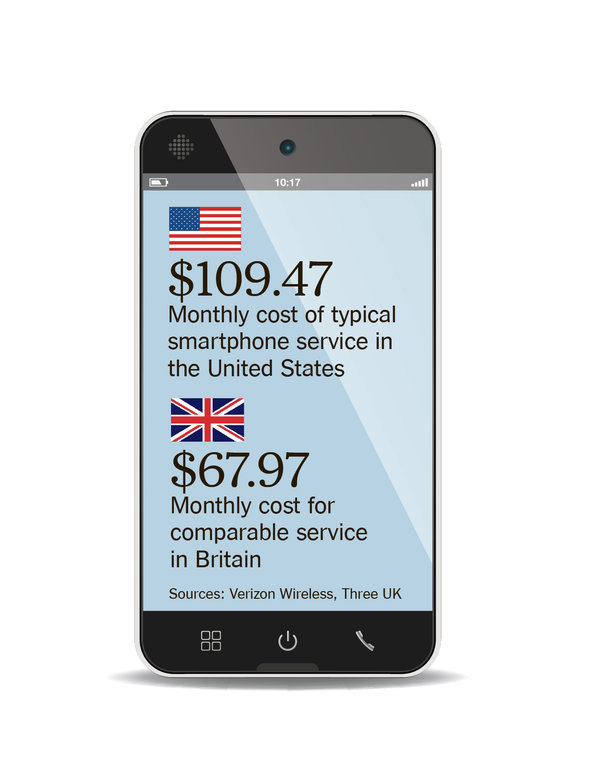 10:17
$109.47
Monthly cost of typical
smartphone service in
the United States
$67.97
Monthly cost for
comparable service
in Britain
Sources: Verizon Wireless, Three UK